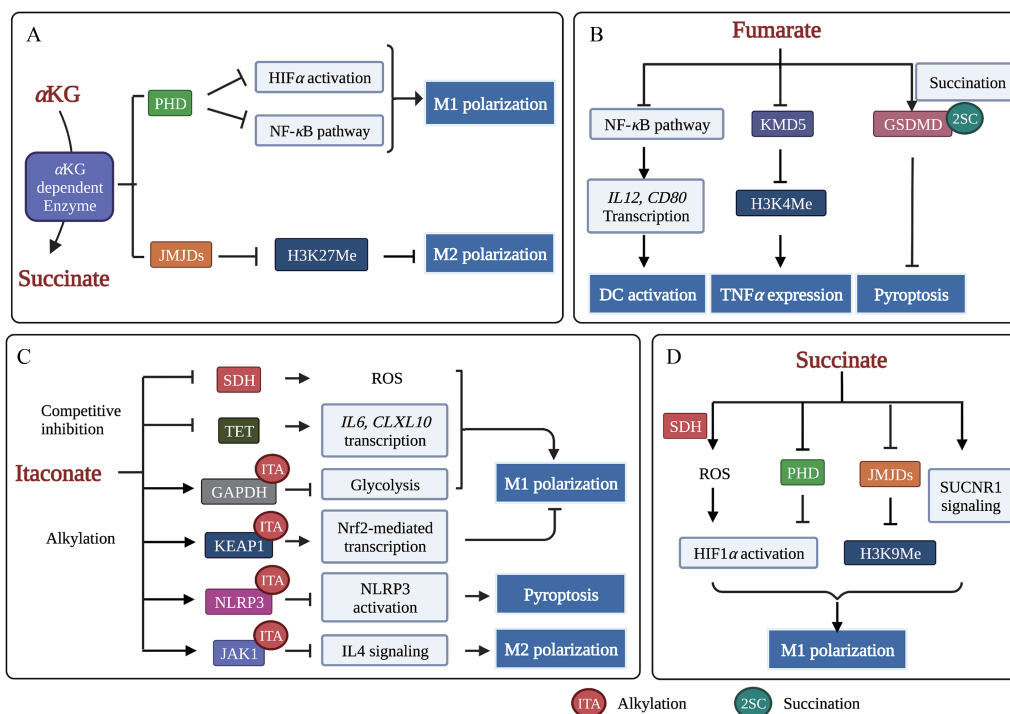 A
αKG
αKG
dependent
Enzyme
Succinate
PHD
HIFα activation
NF-κB pathway
M1 polarization
JMJDs
H3K27Me
M2 polarization
B
Fumarate
Succination
NF-κB pathway
KMD5
GSDMD
2SC
IL12, CD80
Transcription
H3K4Me
DC activation
TNFα expression
Pyroptosis
C
Competitive
inhibition
Itaconate
Alkylation
SDH
ROS
TET
IL6, CLXL10
transcription
ITA
GAPDH
Glycolysis
M1 polarization
ITA
KEAP1
Nrf2-mediated
transcription
ITA
NLRP3
NLRP3
activation
Pyroptosis
ITA
JAK1
IL4 signaling
M2 polarization
D
Succinate
SDH
ROS
PHD
JMJDs
SUCNR1
signaling
HIF1α activation
H3K9Me
M1 polarization
ITA Alkylation
2SC Succination